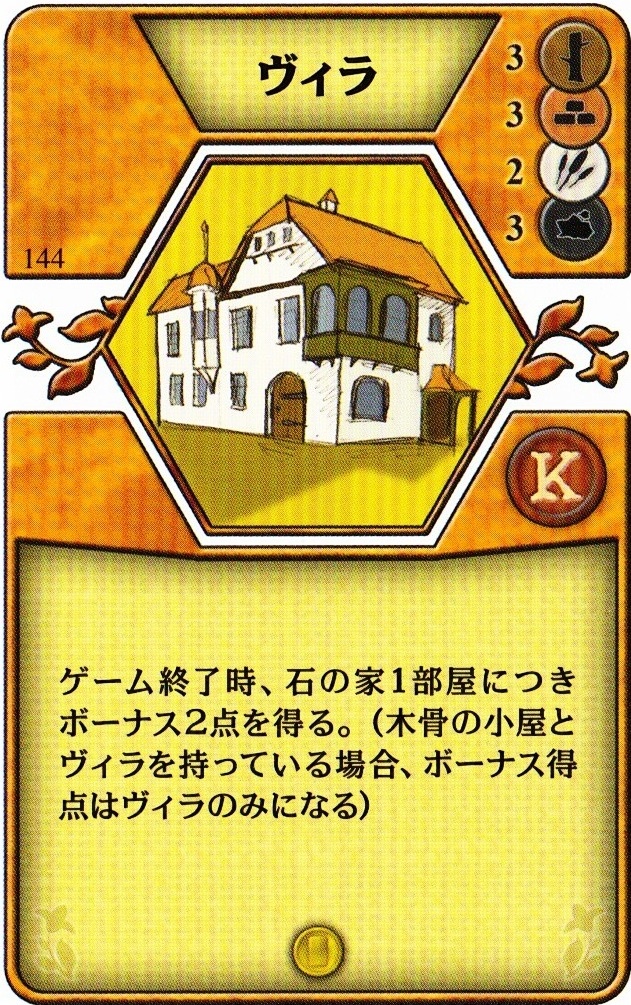 ヴィラ
3
3
2
3
144
K
ゲーム終了時、石の家1部屋につき
ボーナス2点を得る。(木骨の小屋と
ヴィラを持っている場合、ボーナス得
点はヴィラのみになる)